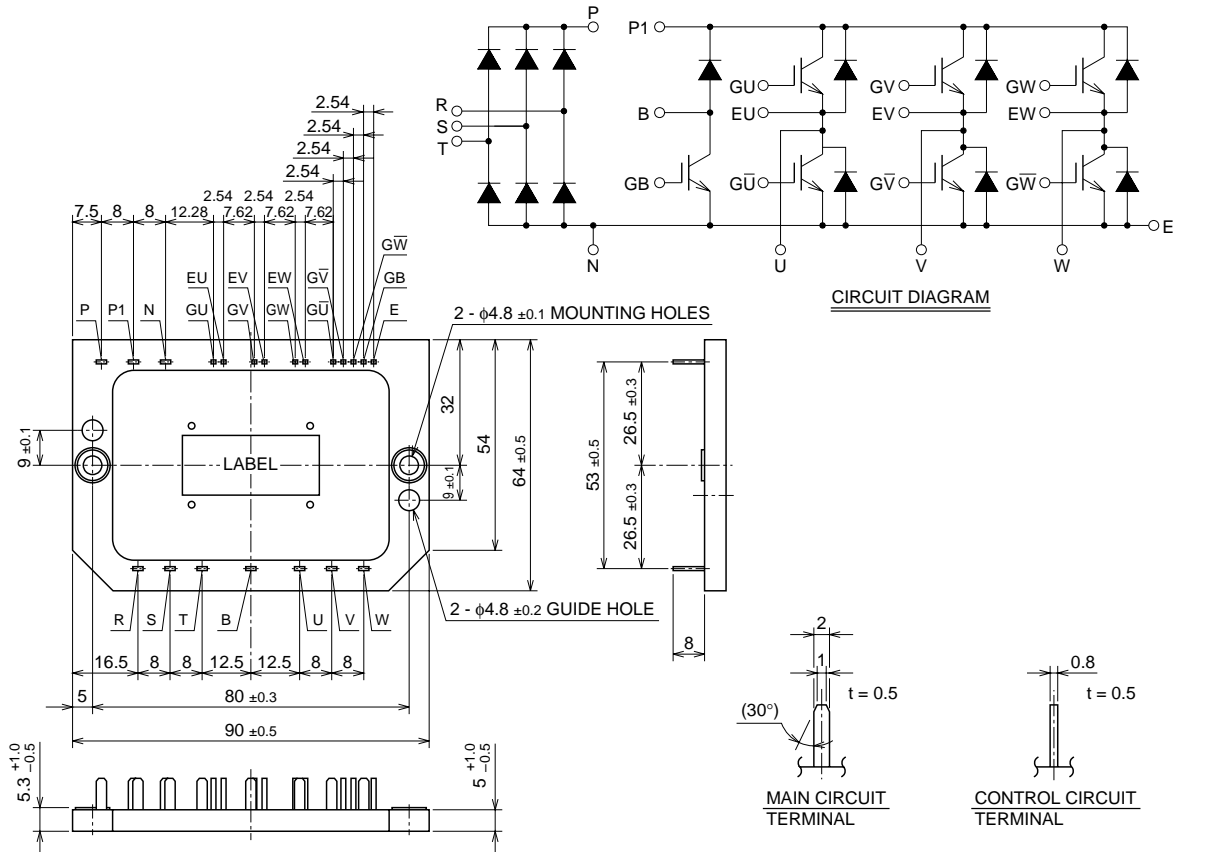 P
P1
R
S
T
GU
EU
GV
EV
GW
EW
B
GB
GU̅
GV̅
GW̅
E
N
U
V
W
CIRCUIT DIAGRAM
2.54
2.54
2.54
2.54
2.54 2.54 2.54
7.5 8 8 12.28 7.62 7.62 7.62
GW̅
EU EV EW GV̅ GB
P P1 N GU GV GW GU̅ E
2 - ϕ4.8 ±0.1 MOUNTING HOLES
LABEL
9 ±0.1
32
54
64 ±0.5
9 ±0.1
53 ±0.5
26.5 ±0.3
26.5 ±0.3
8
2 - ϕ4.8 ±0.2 GUIDE HOLE
R S T B U V W
16.5 8 8 12.5 12.5 8 8
5 80 ±0.3
90 ±0.5
5.3 +1.0 −0.5
5 +1.0 −0.5
2
1
t = 0.5
(30°)
MAIN CIRCUIT
TERMINAL
0.8
t = 0.5
CONTROL CIRCUIT
TERMINAL